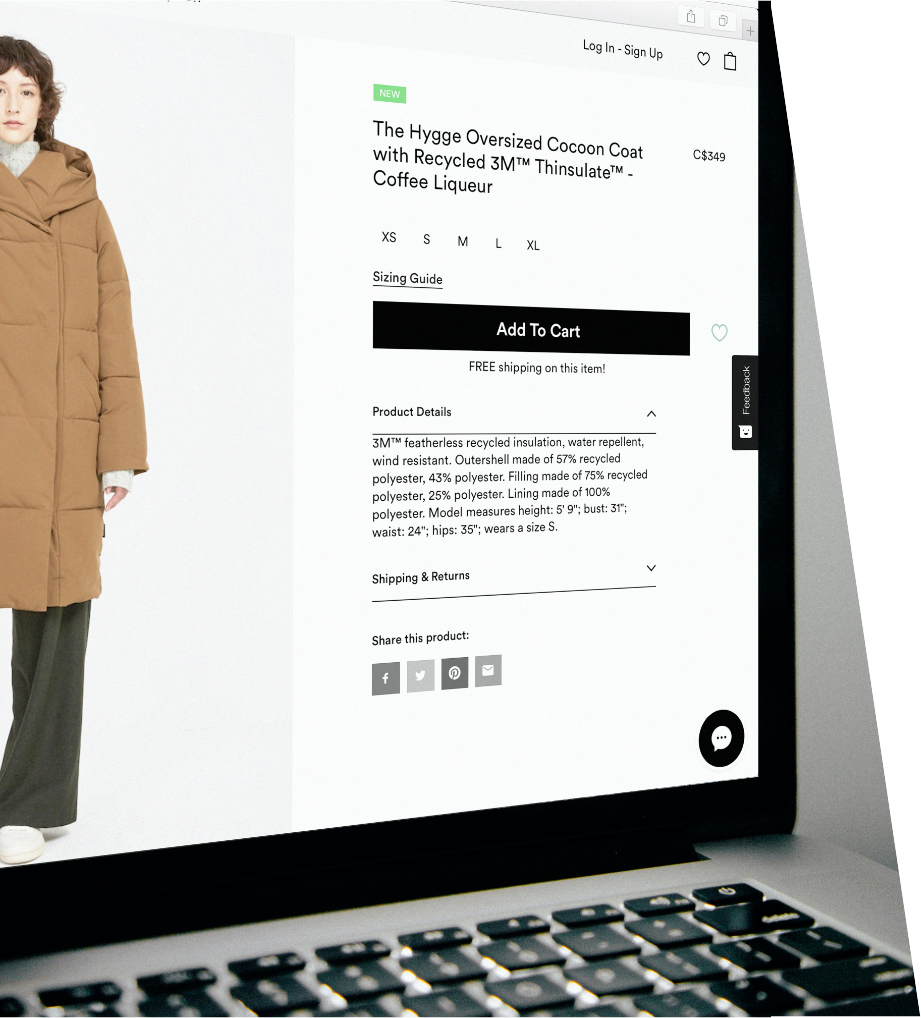 Log In - Sign Up
NEW
The Hygge Oversized Cocoon Coat
with Recycled 3M™ Thinsulate™ -
Coffee Liqueur
C$349
XS S M L XL
Sizing Guide
Add To Cart
FREE shipping on this item!
Feedback
Product Details
3M™ featherless recycled insulation, water repellent,
wind resistant. Outershell made of 57% recycled
polyester, 43% polyester. Filling made of 75% recycled
polyester, 25% polyester. Lining made of 100%
polyester. Model measures height: 5' 9"; bust: 31";
waist: 24"; hips: 35"; wears a size S.
Shipping & Returns
Share this product: